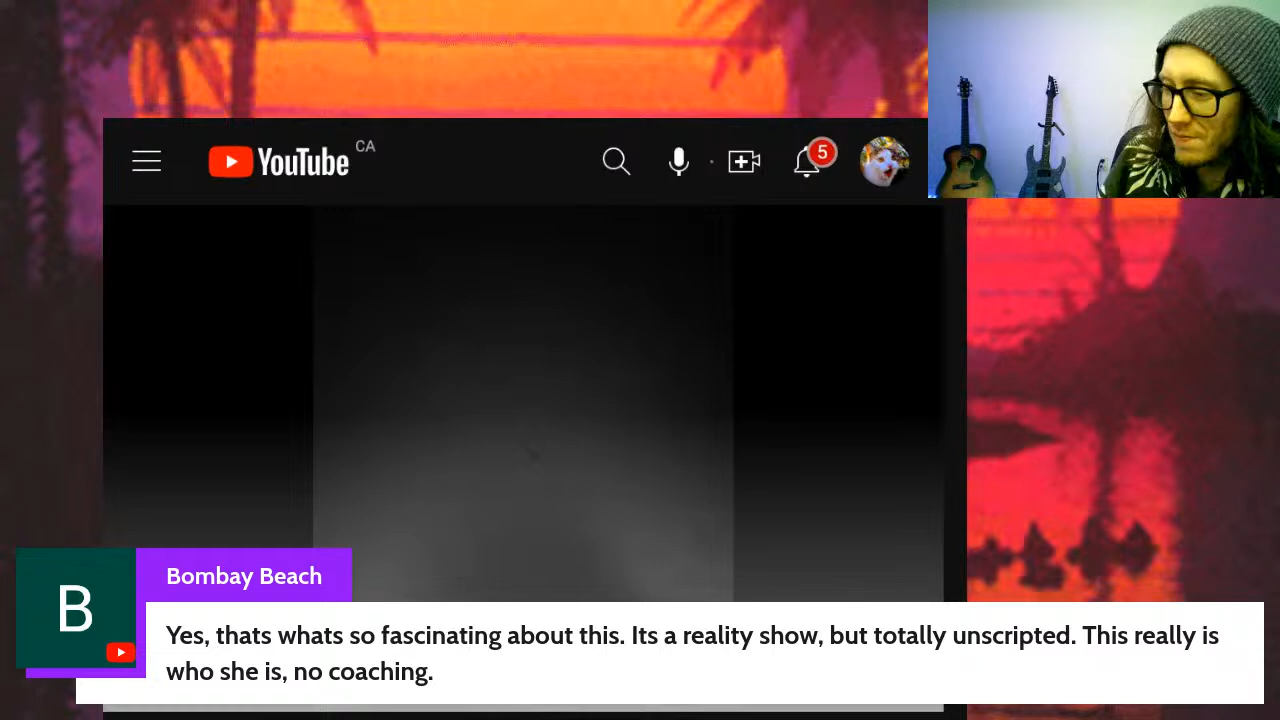 YouTube CA
5
B
Bombay Beach
Yes, thats whats so fascinating about this. Its a reality show, but totally unscripted. This really is
who she is, no coaching.